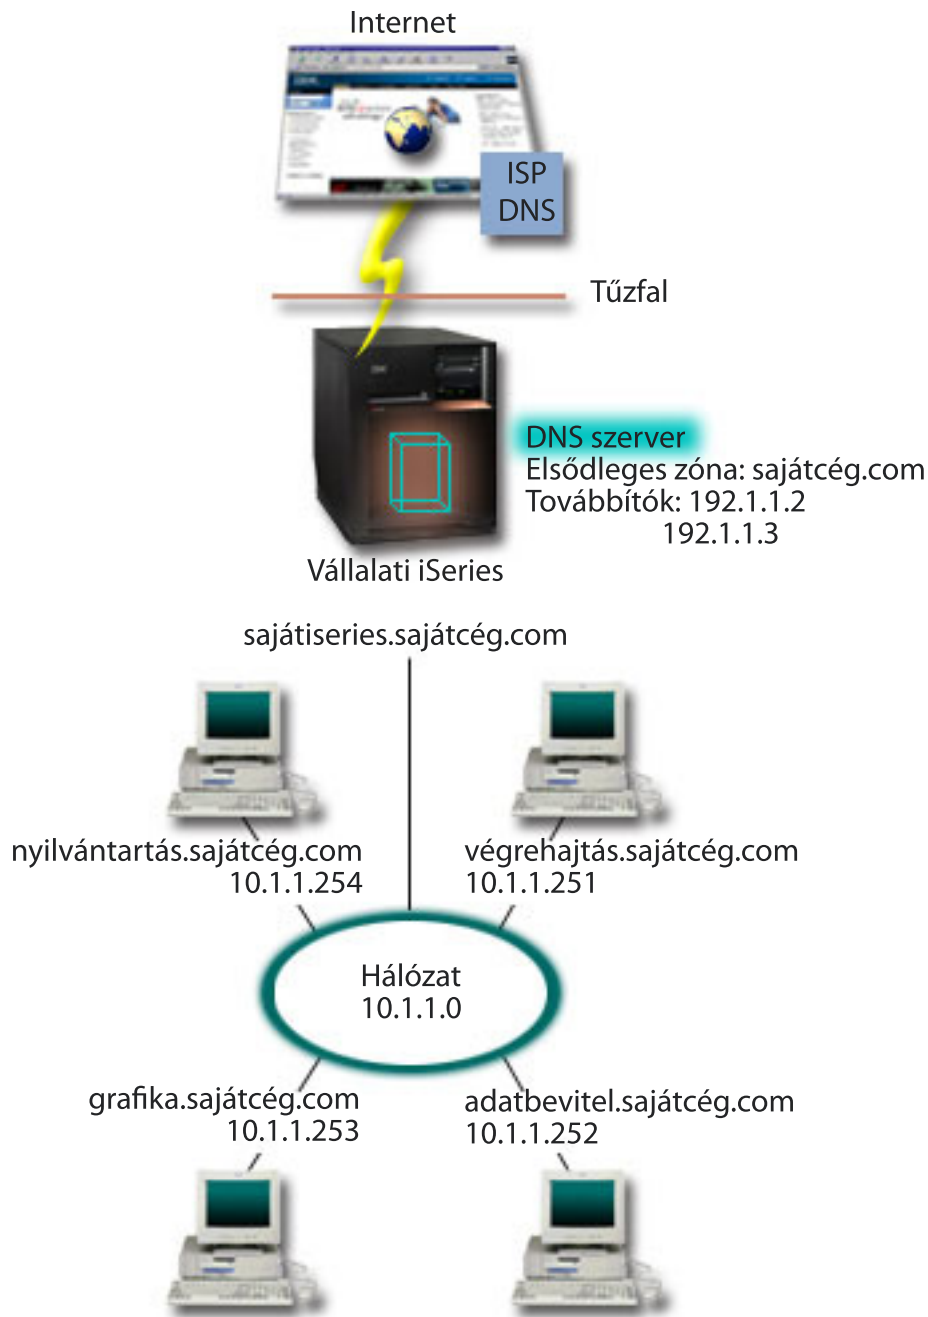 Internet
ISP
DNS
Tűzfal
DNS szerver
Elsődleges zóna: sajátcég.com
Továbbítók: 192.1.1.2
192.1.1.3
Vállalati iSeries
sajátiseries.sajátcég.com
nyilvántartás.sajátcég.com
10.1.1.254
végrehajtás.sajátcég.com
10.1.1.251
Hálózat
10.1.1.0
grafika.sajátcég.com
10.1.1.253
adatbevitel.sajátcég.com
10.1.1.252